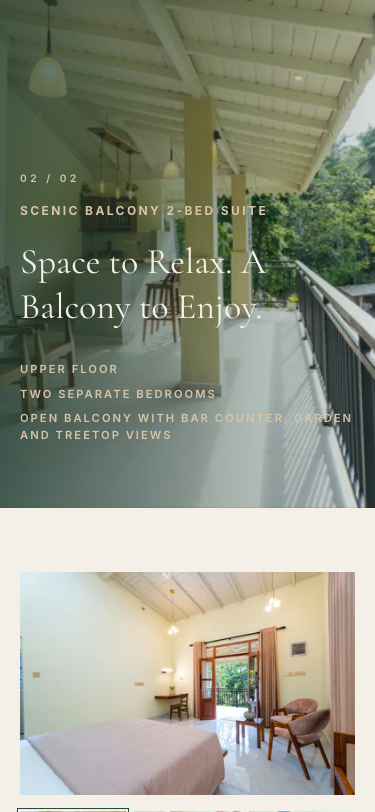 02 / 02
SCENIC BALCONY 2-BED SUITE
Space to Relax. A
Balcony to Enjoy.
UPPER FLOOR
TWO SEPARATE BEDROOMS
OPEN BALCONY WITH BAR COUNTER, GARDEN
AND TREETOP VIEWS